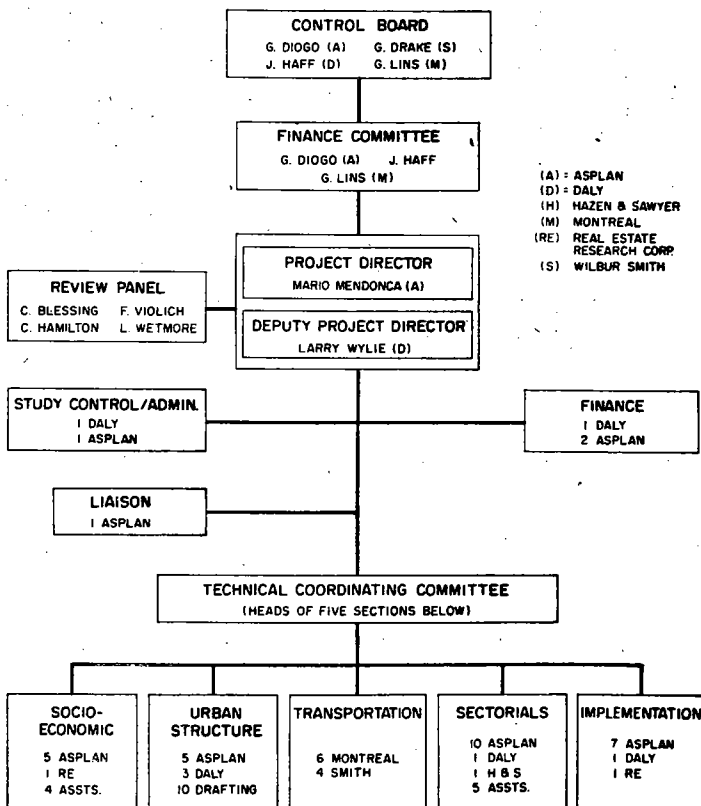 CONTROL BOARD
G. DIOGO (A) G. DRAKE (S)
J. HAFF (D) G. LINS (M)
FINANCE COMMITTEE
G. DIOGO (A) J. HAFF
G. LINS (M)
(A) = ASPLAN
(D) = DALY
(H) HAZEN & SAWYER
(M) MONTREAL
(RE) REAL ESTATE
RESEARCH CORP.
(S) WILBUR SMITH
PROJECT DIRECTOR
MARIO MENDONCA (A)
DEPUTY PROJECT DIRECTOR
LARRY WYLIE (D)
REVIEW PANEL
C. BLESSING F. VIOLICH
C. HAMILTON L. WETMORE
STUDY CONTROL/ADMIN.
1 DALY
1 ASPLAN
FINANCE
1 DALY
2 ASPLAN
LIAISON
1 ASPLAN
TECHNICAL COORDINATING COMMITTEE
(HEADS OF FIVE SECTIONS BELOW)
SOCIO-
ECONOMIC
5 ASPLAN
1 RE
4 ASSTS.
URBAN
STRUCTURE
5 ASPLAN
3 DALY
10 DRAFTING
TRANSPORTATION
6 MONTREAL
4 SMITH
SECTORIALS
10 ASPLAN
1 DALY
1 H & S
5 ASSTS.
IMPLEMENTATION
7 ASPLAN
1 DALY
1 RE